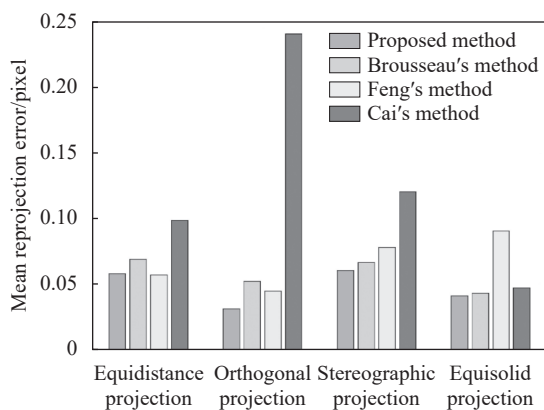 Mean reprojection error/pixel
0.25
0.20
0.15
0.10
0.05
0
Proposed method
Brousseau's method
Feng's method
Cai's method
Equidistance projection
Orthogonal projection
Stereographic projection
Equisolid projection